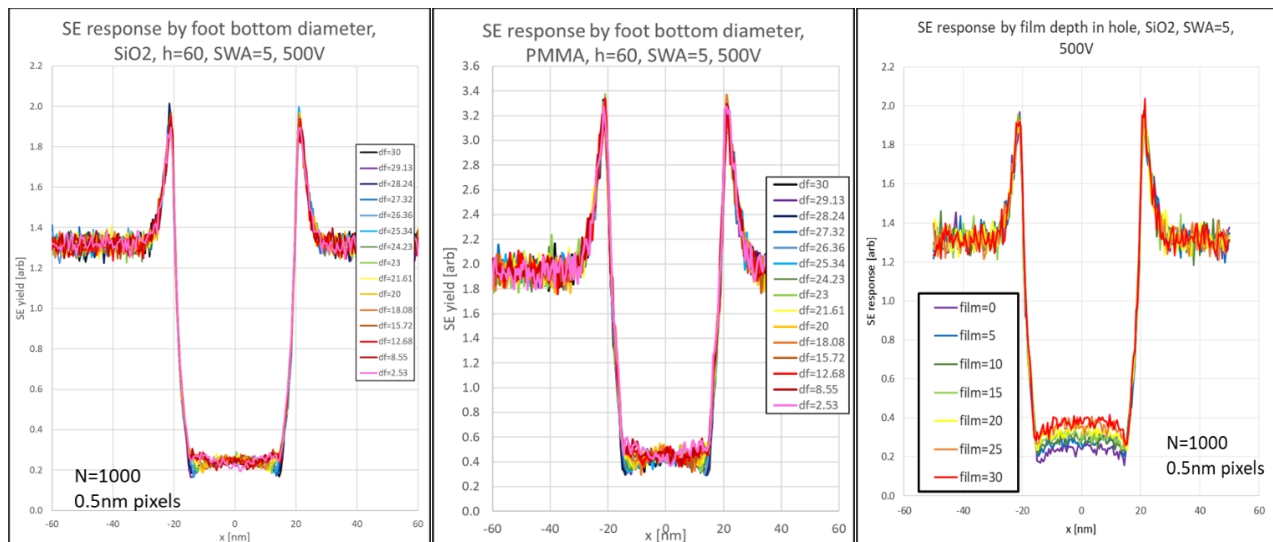 SE response by foot bottom diameter,
SiO2, h=60, SWA=5, 500V
2.2
2.0
1.8
1.6
1.4
1.2
1.0
0.8
0.6
0.4
0.2
0.0
SE yield [arb]
-60
-40
-20
0
20
40
60
x [nm]
df=30
df=29.13
df=28.24
df=27.32
df=26.36
df=25.34
df=24.23
df=23
df=21.61
df=20
df=18.08
df=15.72
df=12.68
df=8.55
df=2.53
N=1000
0.5nm pixels
SE response by foot bottom diameter,
PMMA, h=60, SWA=5, 500V
3.6
3.4
3.2
3.0
2.8
2.6
2.4
2.2
2.0
1.8
1.6
1.4
1.2
1.0
0.8
0.6
0.4
0.2
0.0
SE yield [arb]
-60
-40
-20
0
20
40
60
x [nm]
df=30
df=29.13
df=28.24
df=27.32
df=26.36
df=25.34
df=24.23
df=23
df=21.61
df=20
df=18.08
df=15.72
df=12.68
df=8.55
df=2.53
SE response by film depth in hole, SiO2, SWA=5,
500V
2.2
2.0
1.8
1.6
1.4
1.2
1.0
0.8
0.6
0.4
0.2
0.0
SE response [arb]
-60
-40
-20
0
20
40
60
x [nm]
film=0
film=5
film=10
film=15
film=20
film=25
film=30
N=1000
0.5nm pixels